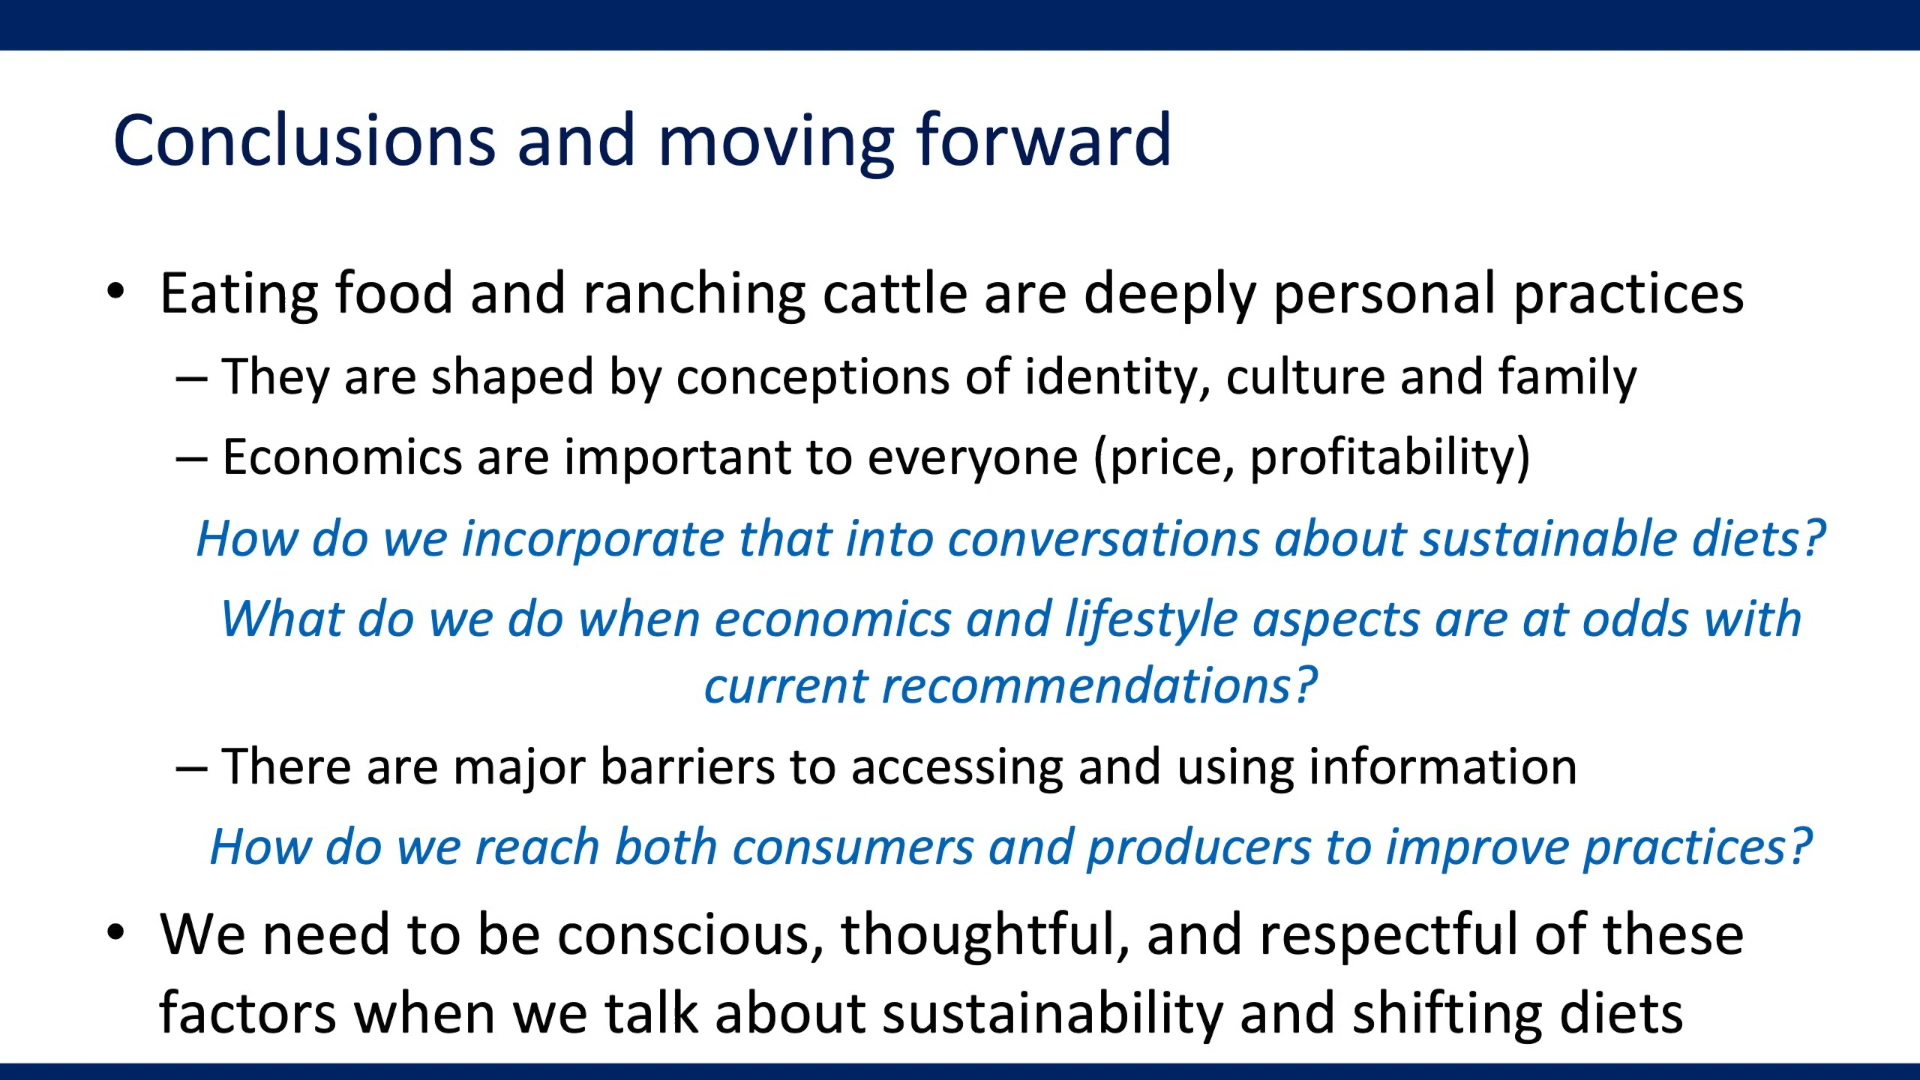 Conclusions and moving forward
• Eating food and ranching cattle are deeply personal practices
– They are shaped by conceptions of identity, culture and family
– Economics are important to everyone (price, profitability)
How do we incorporate that into conversations about sustainable diets?
What do we do when economics and lifestyle aspects are at odds with
current recommendations?
– There are major barriers to accessing and using information
How do we reach both consumers and producers to improve practices?
• We need to be conscious, thoughtful, and respectful of these
factors when we talk about sustainability and shifting diets